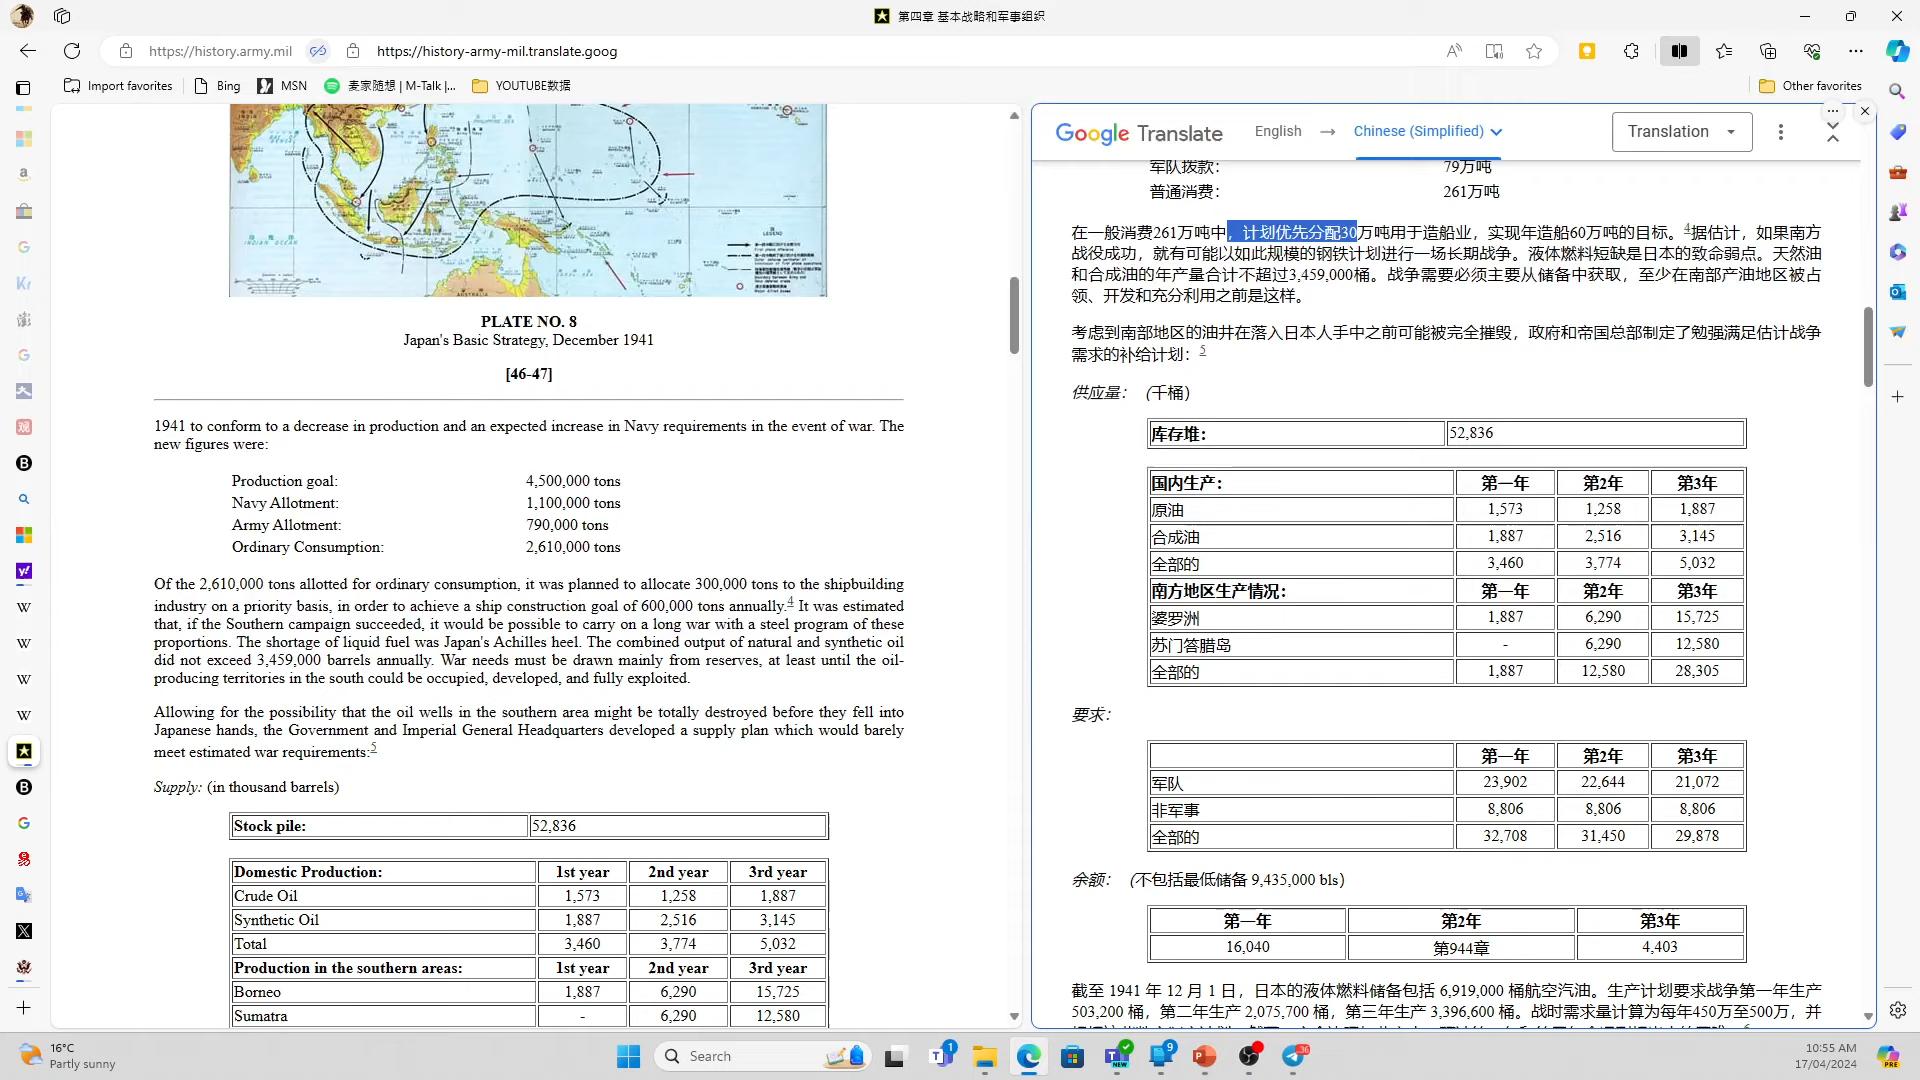 第四章 基本战略和军事组织
https://history.army.mil
https://history-army-mil.translate.goog
Import favorites
Bing
MSN
麦家随想 | M-Talk |...
YOUTUBE数据
Other favorites
INDIAN OCEAN
LEGEND
AUSTRALIA
PLATE NO. 8
Japan's Basic Strategy, December 1941
[46-47]
1941 to conform to a decrease in production and an expected increase in Navy requirements in the event of war. The
new figures were:
Production goal: 4,500,000 tons
Navy Allotment: 1,100,000 tons
Army Allotment: 790,000 tons
Ordinary Consumption: 2,610,000 tons
Of the 2,610,000 tons allotted for ordinary consumption, it was planned to allocate 300,000 tons to the shipbuilding
industry on a priority basis, in order to achieve a ship construction goal of 600,000 tons annually.4 It was estimated
that, if the Southern campaign succeeded, it would be possible to carry on a long war with a steel program of these
proportions. The shortage of liquid fuel was Japan's Achilles heel. The combined output of natural and synthetic oil
did not exceed 3,459,000 barrels annually. War needs must be drawn mainly from reserves, at least until the oil-
producing territories in the south could be occupied, developed, and fully exploited.
Allowing for the possibility that the oil wells in the southern area might be totally destroyed before they fell into
Japanese hands, the Government and Imperial General Headquarters developed a supply plan which would barely
meet estimated war requirements:5
Supply: (in thousand barrels)
Stock pile: 52,836
Domestic Production: 1st year 2nd year 3rd year
Crude Oil 1,573 1,258 1,887
Synthetic Oil 1,887 2,516 3,145
Total 3,460 3,774 5,032
Production in the southern areas: 1st year 2nd year 3rd year
Borneo 1,887 6,290 15,725
Sumatra - 6,290 12,580
Google Translate English → Chinese (Simplified) Translation
军队拨款： 79万吨
普通消费： 261万吨
在一般消费261万吨中，计划优先分配30万吨用于造船业，实现年造船60万吨的目标。4据估计，如果南方
战役成功，就有可能以如此规模的钢铁计划进行一场长期战争。液体燃料短缺是日本的致命弱点。天然油
和合成油的年产量合计不超过3,459,000桶。战争需要必须主要从储备中获取，至少在南部产油地区被占
领、开发和充分利用之前是这样。
考虑到南部地区的油井在落入日本人手中之前可能被完全摧毁，政府和帝国总部制定了勉强满足估计战争
需求的补给计划：5
供应量： (千桶)
库存堆： 52,836
国内生产： 第一年 第2年 第3年
原油 1,573 1,258 1,887
合成油 1,887 2,516 3,145
全部的 3,460 3,774 5,032
南方地区生产情况： 第一年 第2年 第3年
婆罗洲 1,887 6,290 15,725
苏门答腊岛 - 6,290 12,580
全部的 1,887 12,580 28,305
要求：
第一年 第2年 第3年
军队 23,902 22,644 21,072
非军事 8,806 8,806 8,806
全部的 32,708 31,450 29,878
余额： (不包括最低储备 9,435,000 bls)
第一年 第2年 第3年
16,040 第944章 4,403
截至 1941 年 12 月 1 日，日本的液体燃料储备包括 6,919,000 桶航空汽油。生产计划要求战争第一年生产
503,200 桶，第二年生产 2,075,700 桶，第三年生产 3,396,600 桶。战时需求量计算为每年450万至500万，并
16°C
Partly sunny
Search
1
NEW
9
36
10:55 AM
17/04/2024
PRE